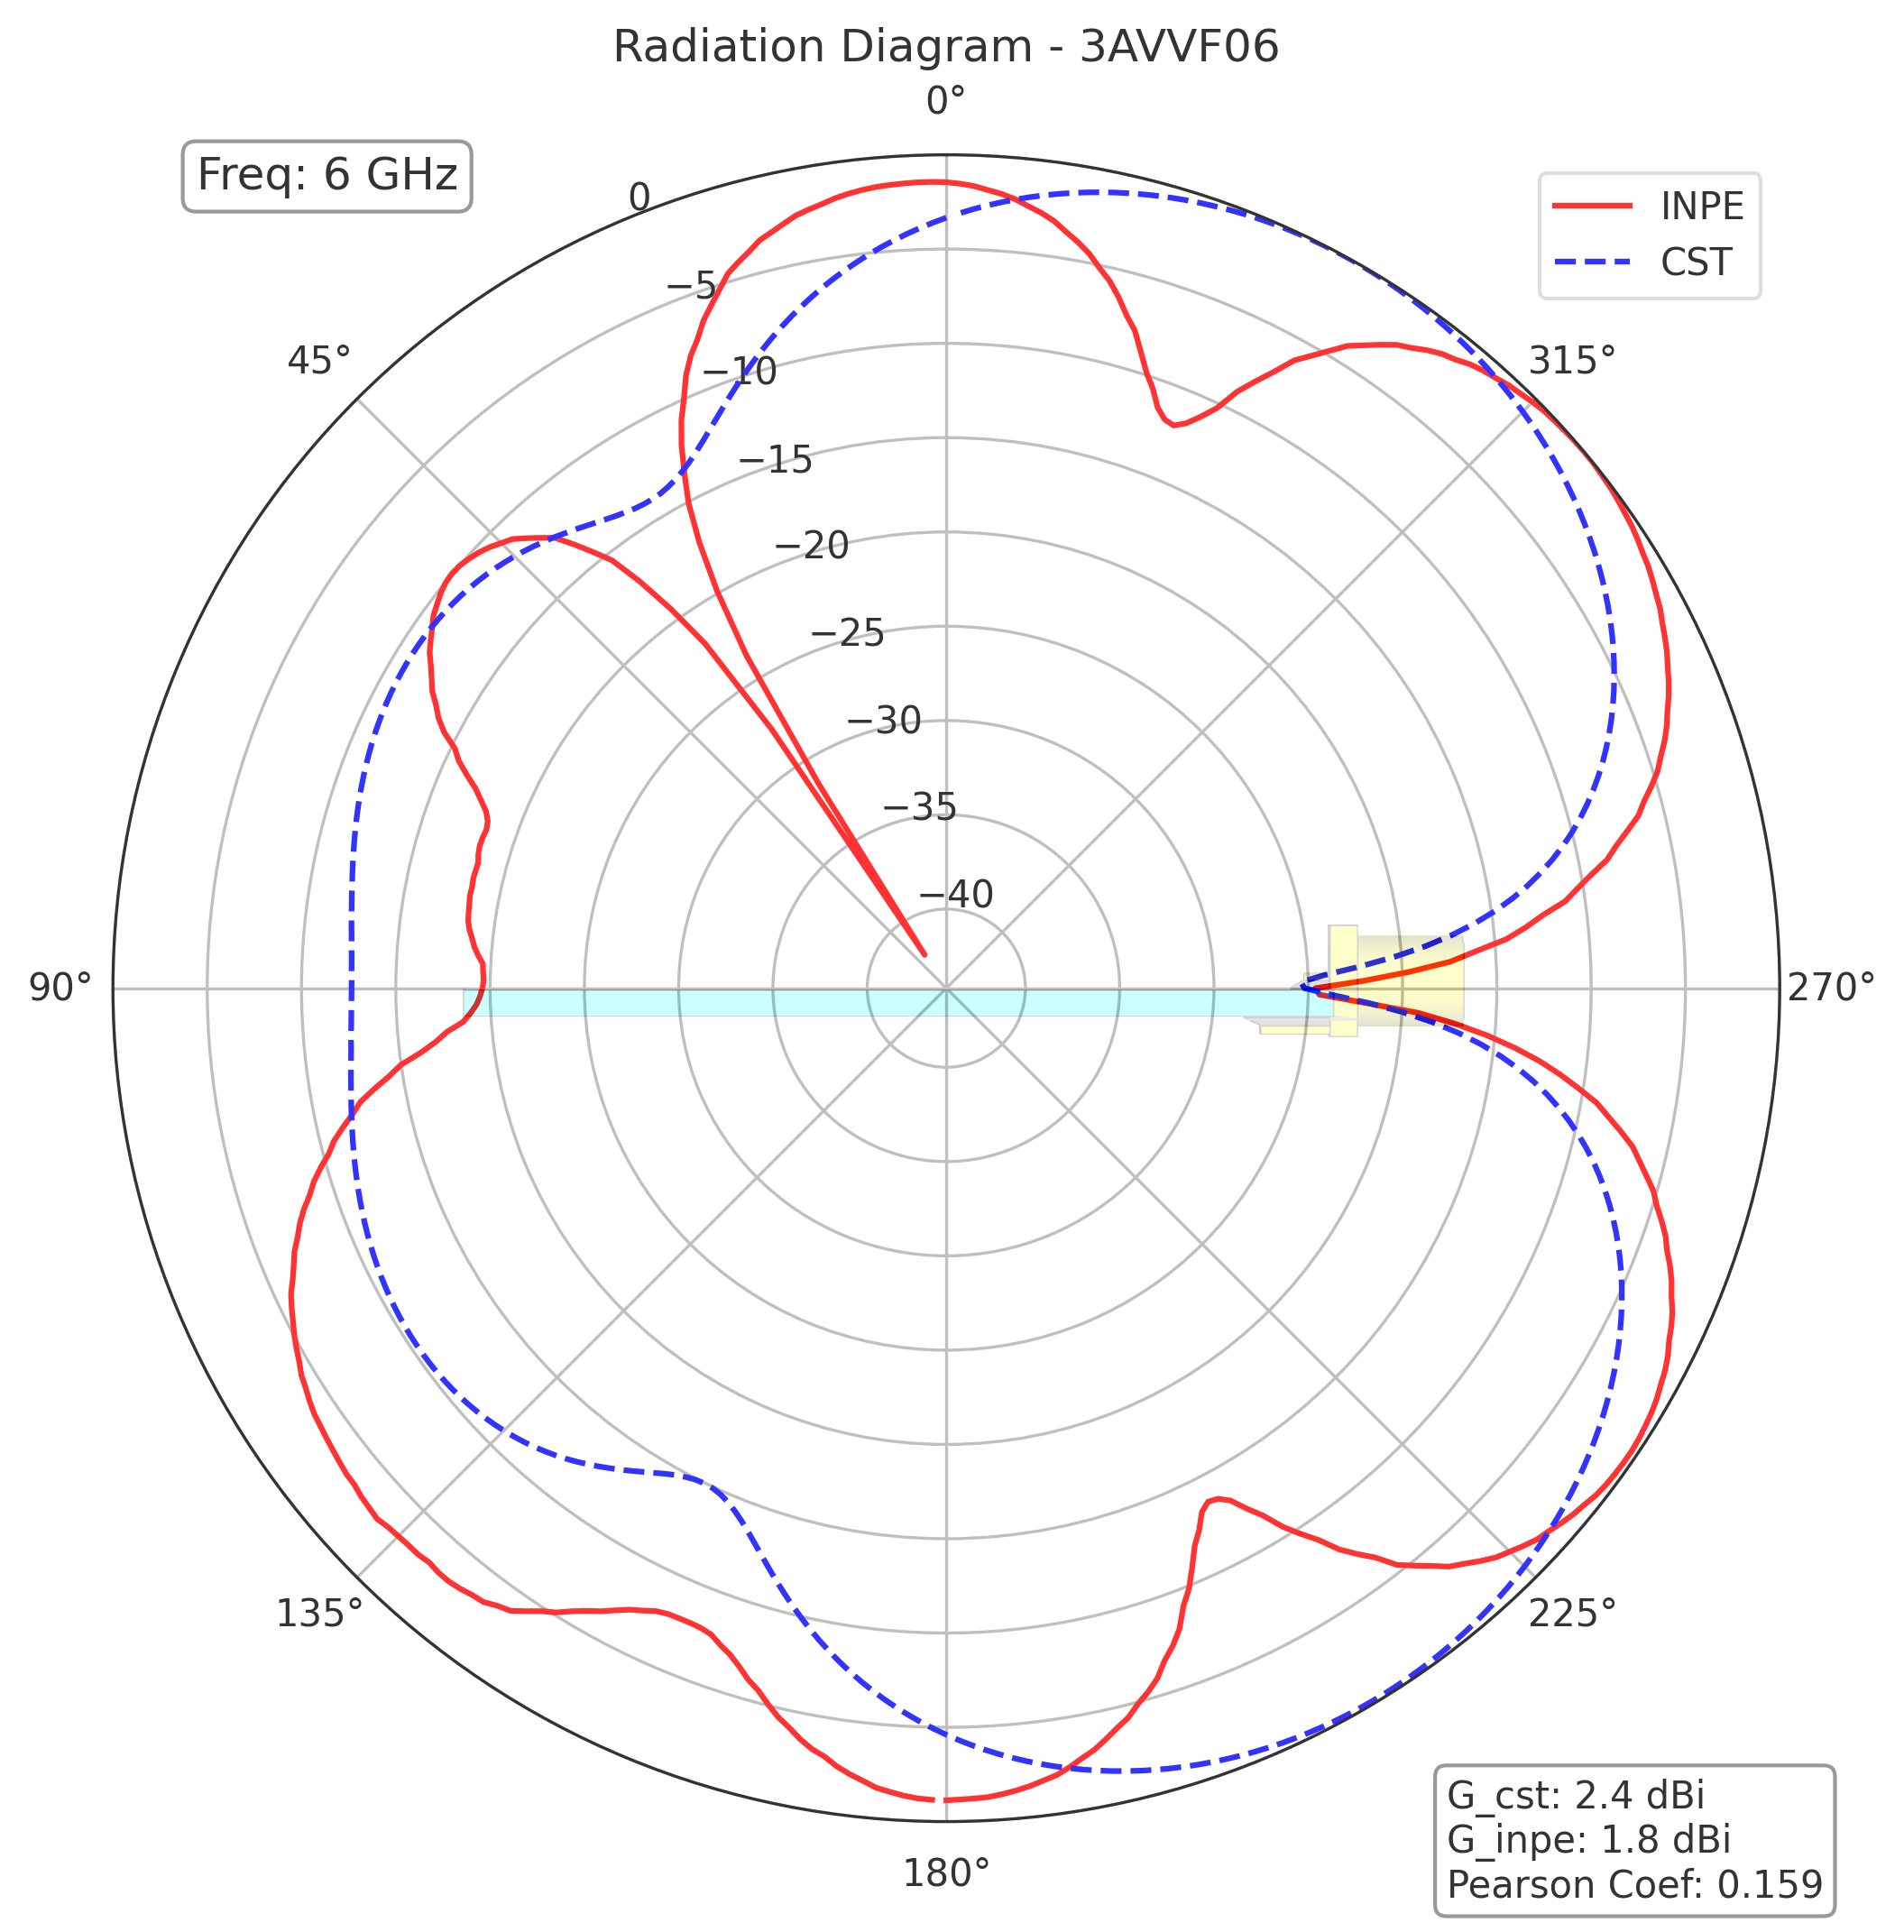 Radiation Diagram - 3AVVF06
0°
Freq: 6 GHz
INPE
CST
0
−5
−10
−15
−20
−25
−30
−35
−40
45°
315°
90°
270°
135°
225°
180°
G_cst: 2.4 dBi
G_inpe: 1.8 dBi
Pearson Coef: 0.159